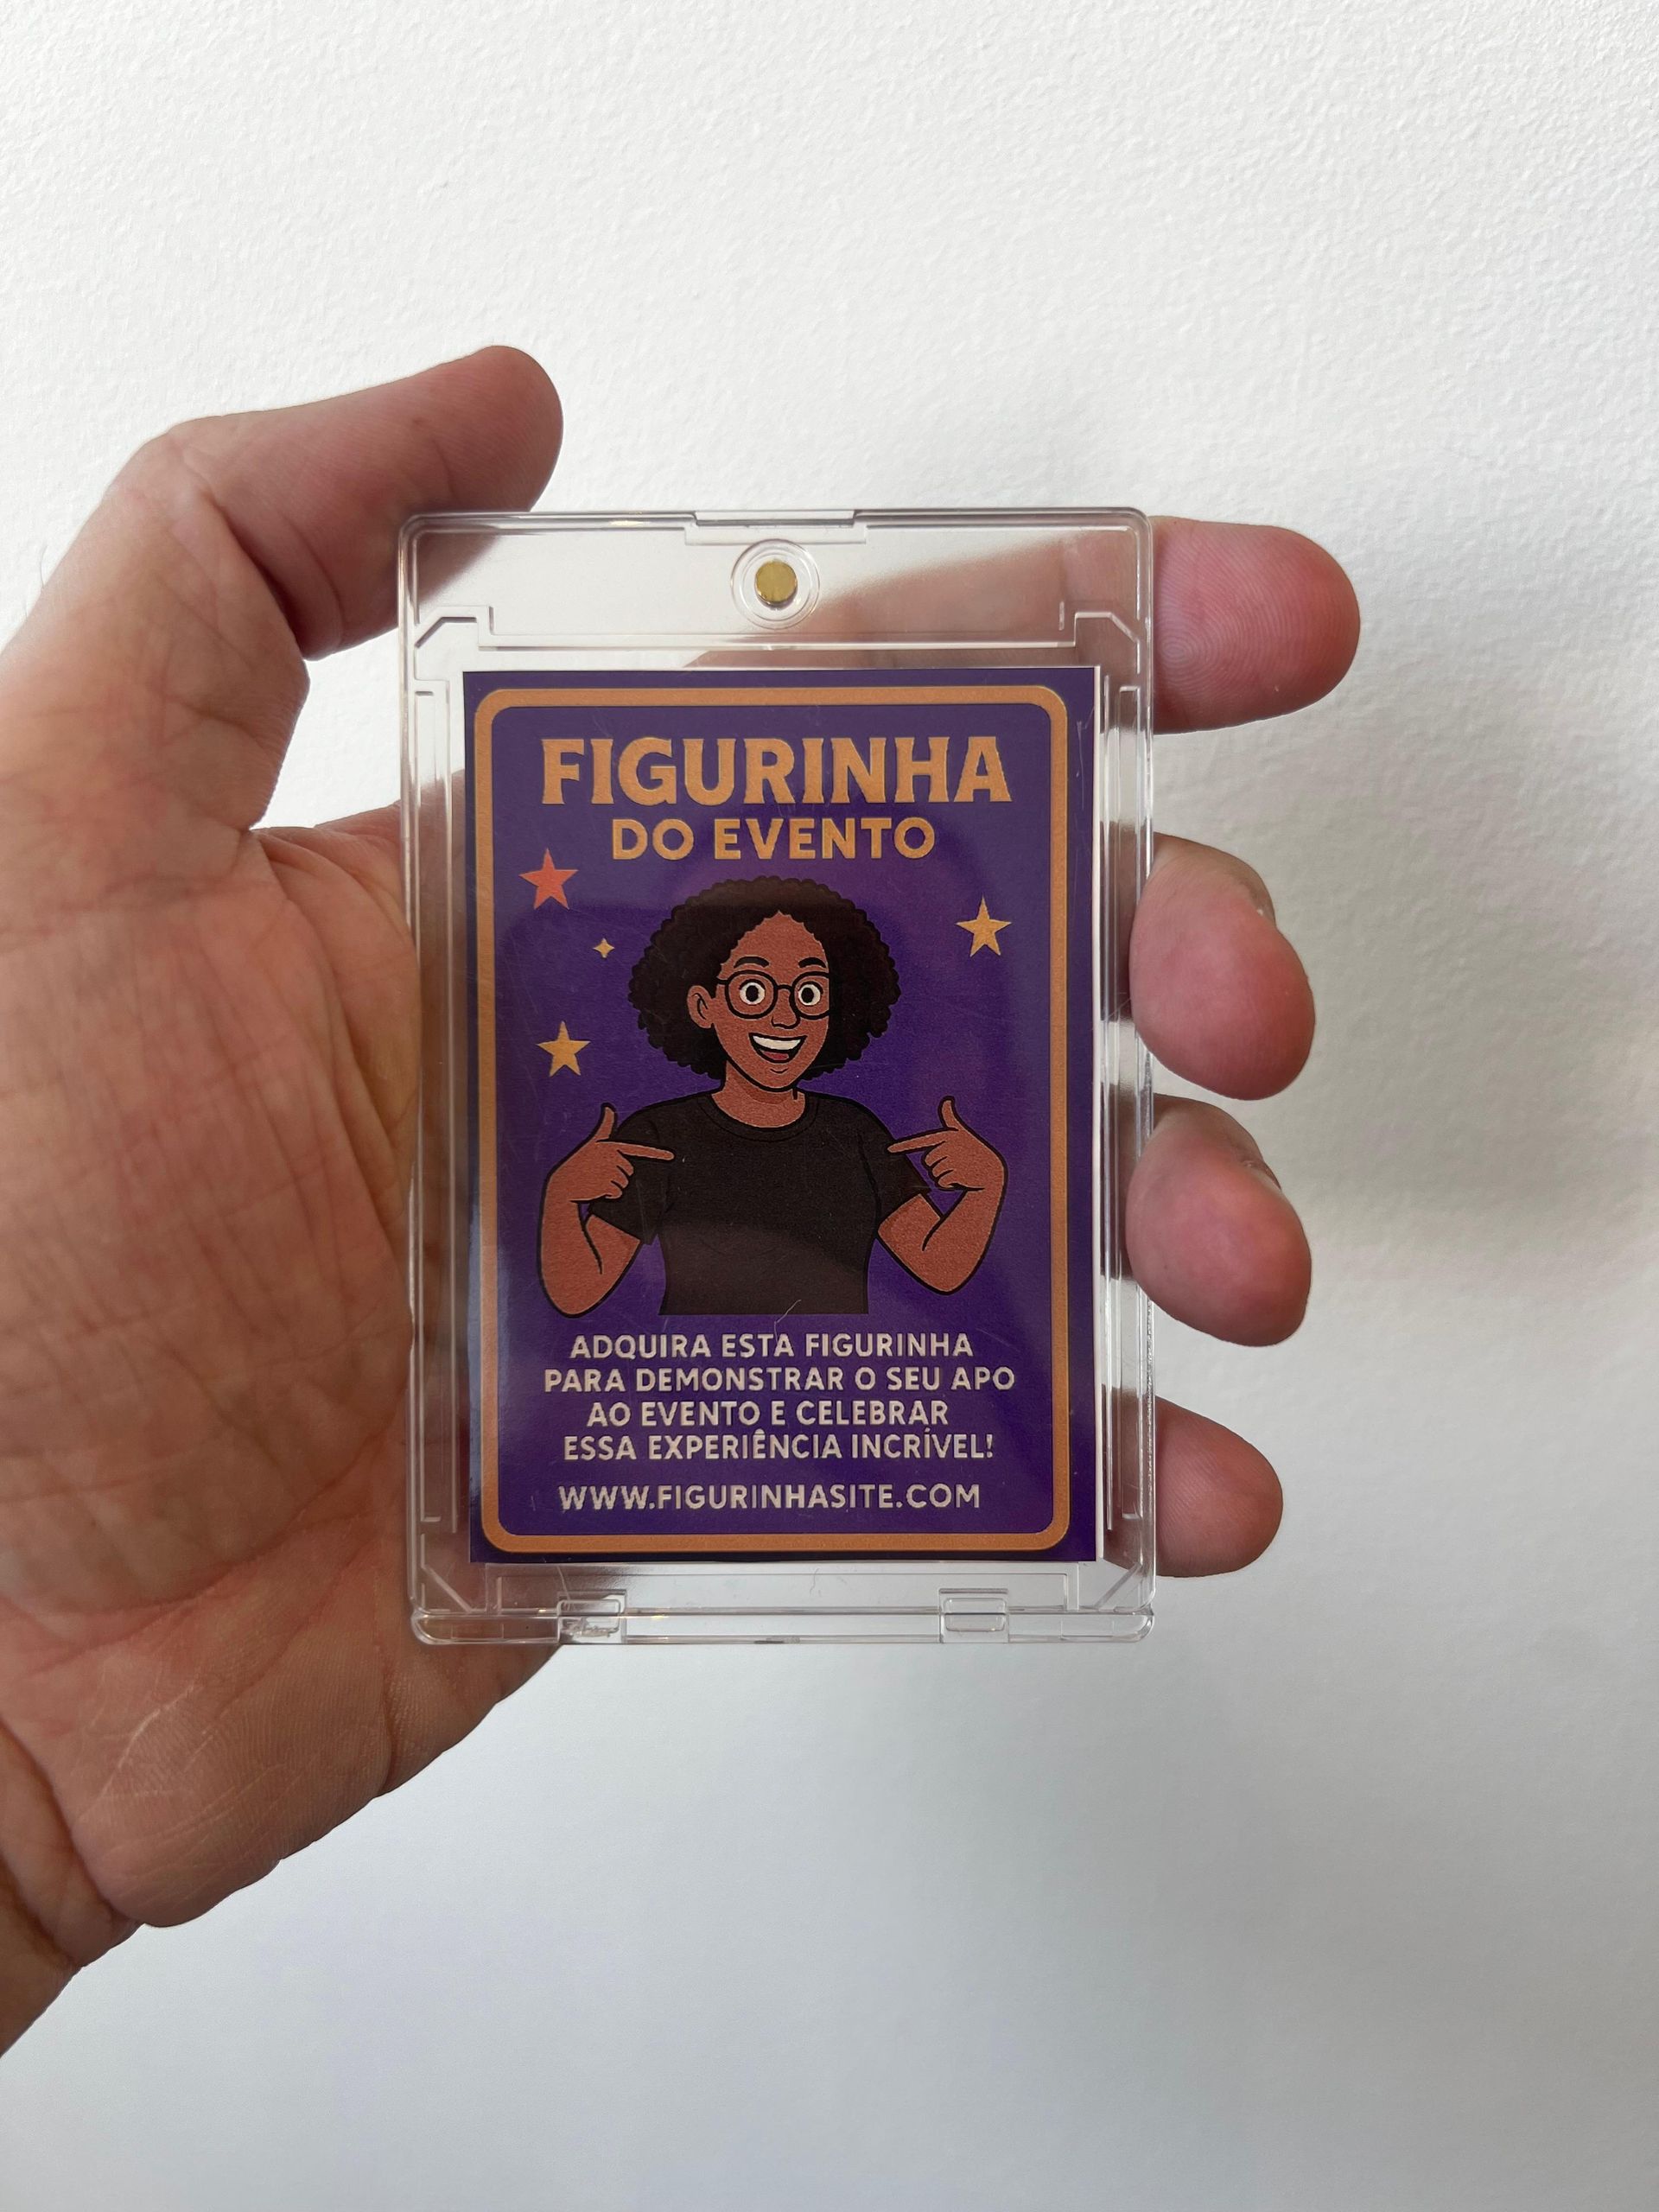 FIGURINHA
DO EVENTO
ADQUIRA ESTA FIGURINHA
PARA DEMONSTRAR O SEU APO
AO EVENTO E CELEBRAR
ESSA EXPERIÊNCIA INCRÍVEL!
WWW.FIGURINHASITE.COM